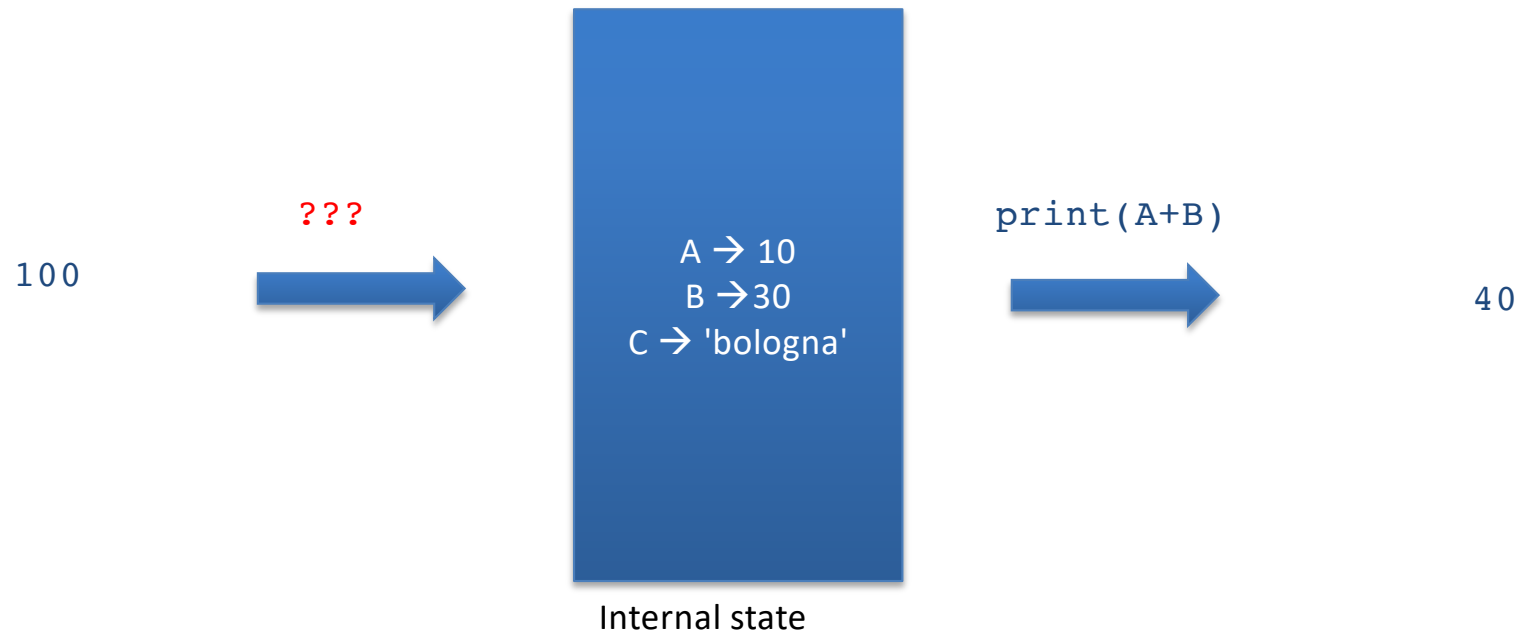 ???
100
A → 10
B →30
C → 'bologna'
print(A+B)
40
Internal state